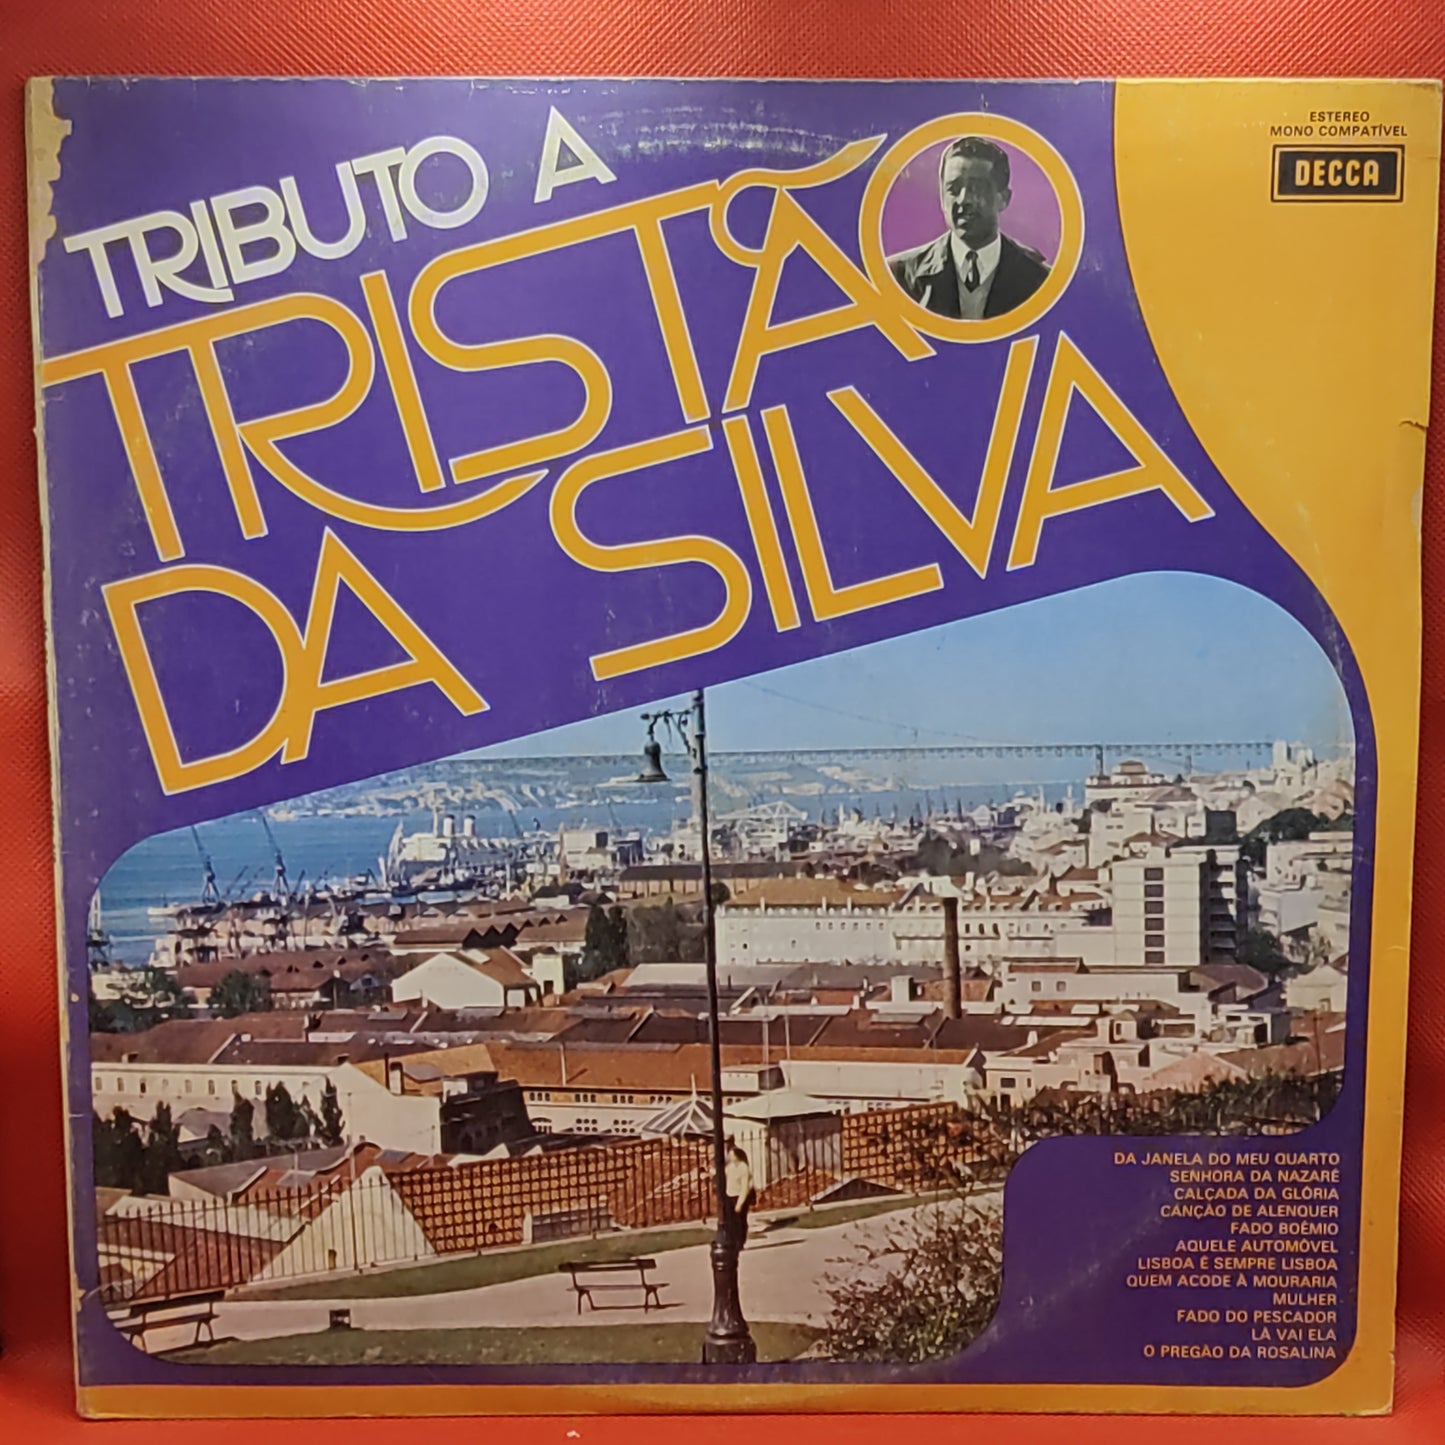 TRIBUTO A
TRISTÃO
DA SILVA
ESTEREO
MONO COMPATÍVEL
DECCA
DA JANELA DO MEU QUARTO
SENHORA DA NAZARÉ
CALÇADA DA GLÓRIA
CANÇÃO DE ALENQUER
FADO BOÉMIO
AQUELE AUTOMÓVEL
LISBOA É SEMPRE LISBOA
QUEM ACODE À MOURARIA
MULHER
FADO DO PESCADOR
LÀ VAI ELA
O PREGÃO DA ROSALINA